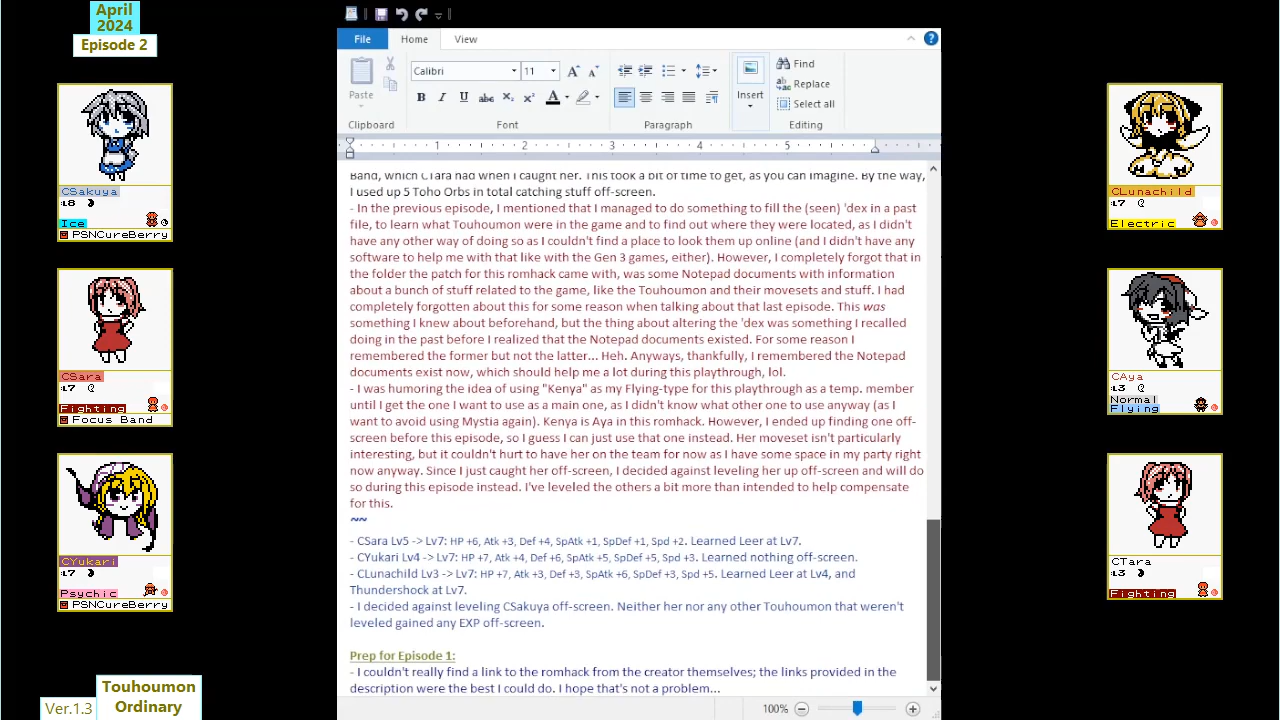 April
2024
Episode 2
CSakuya
:L8
Ice
PSNCureBerry
CSara
:L7
Fighting
Focus Band
CYukari
:L7
Psychic
PSNCureBerry
Ver.1.3
Touhoumon
Ordinary
File
Home
View
Paste
Calibri
11
Insert
Find
Replace
Select all
Clipboard
Font
Paragraph
Editing
1 2 3 4 5
Band, which CTara had when I caught her. This took a bit of time to get, as you can imagine. By the way,
I used up 5 Toho Orbs in total catching stuff off-screen.
- In the previous episode, I mentioned that I managed to do something to fill the (seen) 'dex in a past
file, to learn what Touhoumon were in the game and to find out where they were located, as I didn't
have any other way of doing so as I couldn't find a place to look them up online (and I didn't have any
software to help me with that like with the Gen 3 games, either). However, I completely forgot that in
the folder the patch for this romhack came with, was some Notepad documents with information
about a bunch of stuff related to the game, like the Touhoumon and their movesets and stuff. I had
completely forgotten about this for some reason when talking about that last episode. This was
something I knew about beforehand, but the thing about altering the 'dex was something I recalled
doing in the past before I realized that the Notepad documents existed. For some reason I
remembered the former but not the latter... Heh. Anyways, thankfully, I remembered the Notepad
documents exist now, which should help me a lot during this playthrough, lol.
- I was humoring the idea of using "Kenya" as my Flying-type for this playthrough as a temp. member
until I get the one I want to use as a main one, as I didn't know what other one to use anyway (as I
want to avoid using Mystia again). Kenya is Aya in this romhack. However, I ended up finding one off-
screen before this episode, so I guess I can just use that one instead. Her moveset isn't particularly
interesting, but it couldn't hurt to have her on the team for now as I have some space in my party right
now anyway. Since I just caught her off-screen, I decided against leveling her up off-screen and will do
so during this episode instead. I've leveled the others a bit more than intended to help compensate
for this.
~~
- CSara Lv5 -> Lv7: HP +6, Atk +3, Def +4, SpAtk +1, SpDef +1, Spd +2. Learned Leer at Lv7.
- CYukari Lv4 -> Lv7: HP +7, Atk +4, Def +6, SpAtk +5, SpDef +5, Spd +3. Learned nothing off-screen.
- CLunachild Lv3 -> Lv7: HP +7, Atk +3, Def +3, SpAtk +6, SpDef +3, Spd +5. Learned Leer at Lv4, and
Thundershock at Lv7.
- I decided against leveling CSakuya off-screen. Neither her nor any other Touhoumon that weren't
leveled gained any EXP off-screen.
Prep for Episode 1:
- I couldn't really find a link to the romhack from the creator themselves; the links provided in the
description were the best I could do. I hope that's not a problem...
100%
CLunachild
:L7
Electric
CAya
:L3
Normal
Flying
CTara
:L3
Fighting